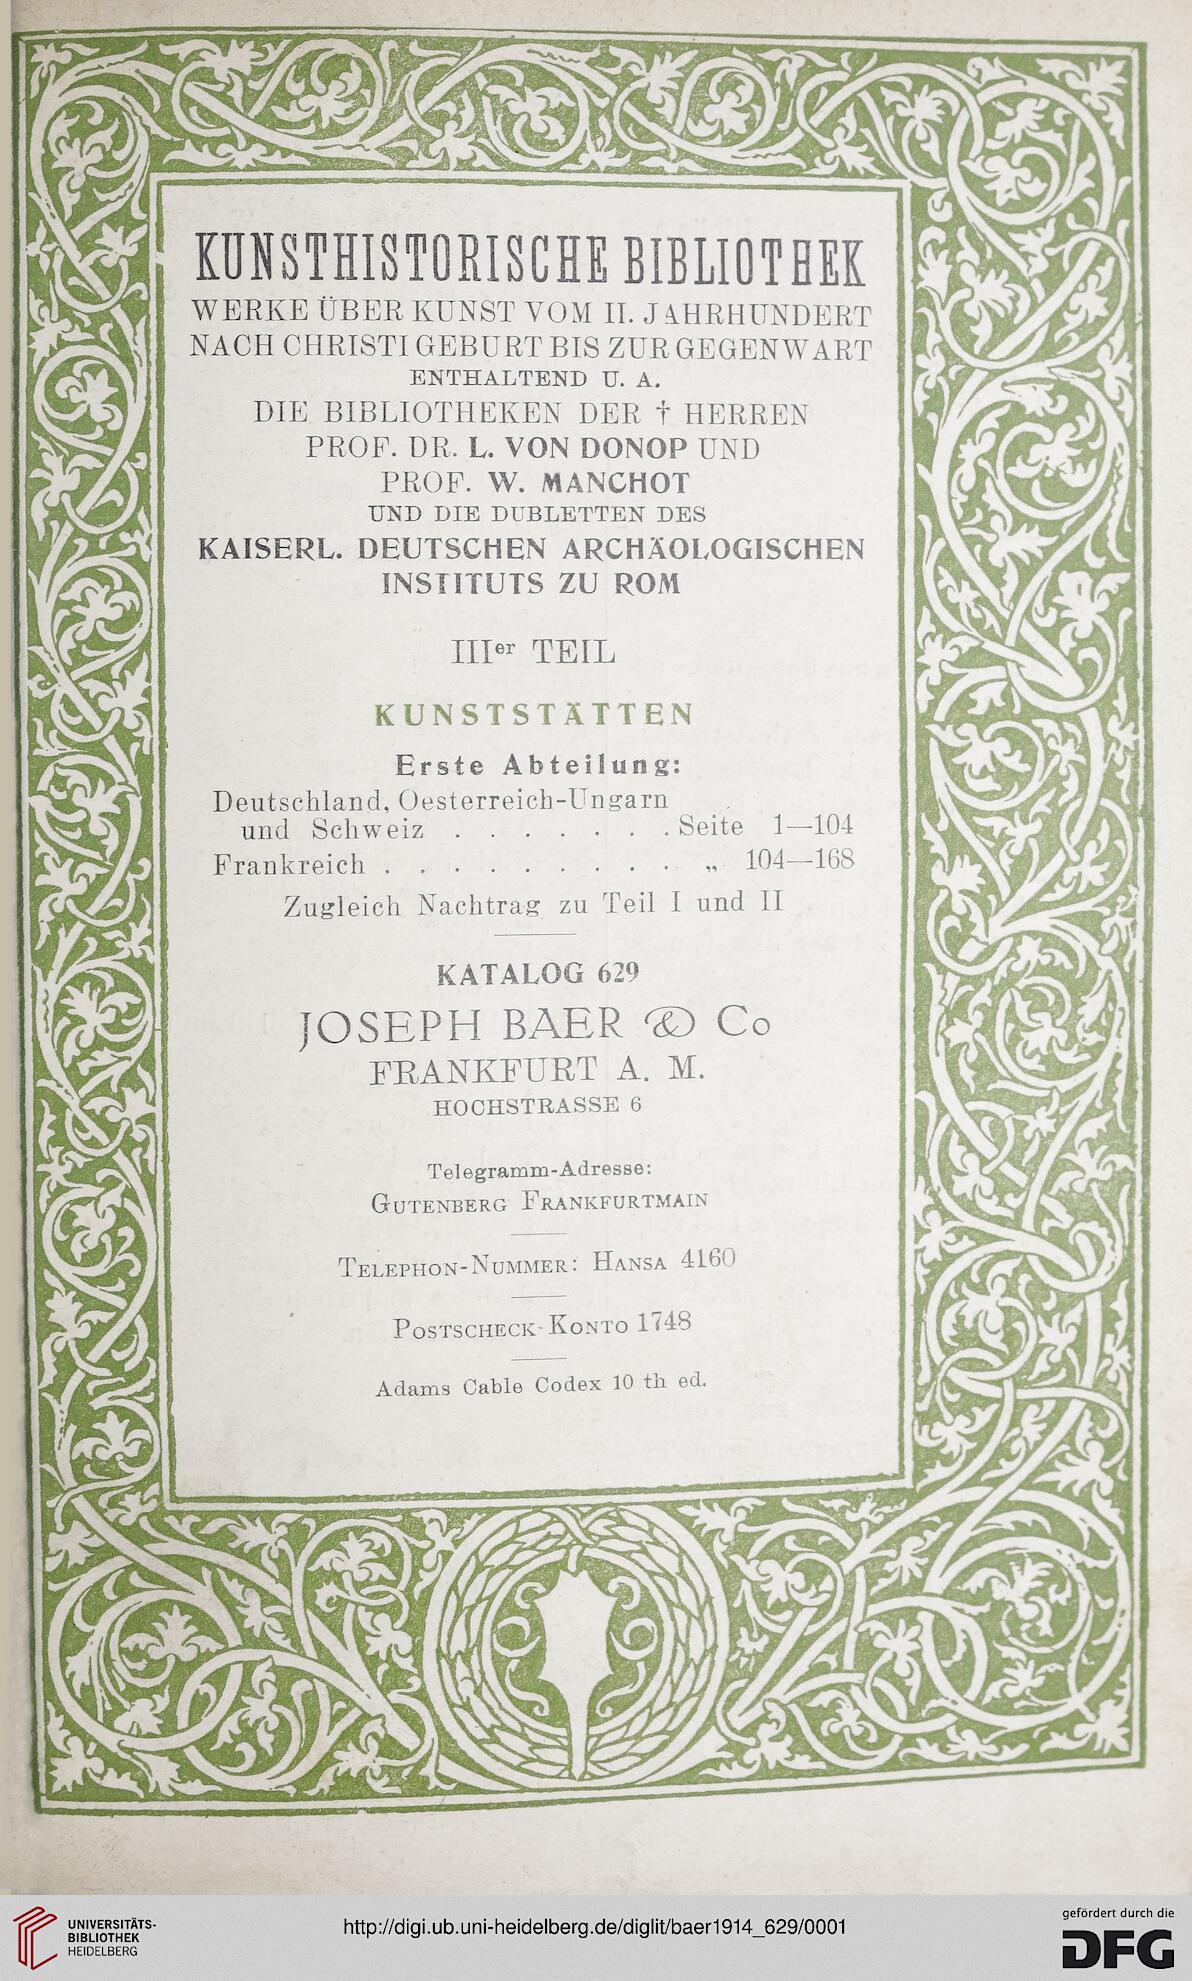 KUNSTHISTORISCHE BIBLIOTHEK
WERKE ÜBER KUNST VOM II. JAHRHUNDERT
NACH CHRISTI GEBURT BIS ZUR GEGENWART
ENTHALTEND U. A.
DIE BIBLIOTHEKEN DER † HERREN
PROF. DR. L. VON DONOP UND
PROF. W. MANCHOT
UND DIE DUBLETTEN DES
KAISERL. DEUTSCHEN ARCHÄOLOGISCHEN
INSTITUTS ZU ROM
IIIer TEIL
KUNSTSTÄTTEN
Erste Abteilung:
Deutschland, Oesterreich-Ungarn
und Schweiz . . . . . . . Seite 1—104
Frankreich . . . . . . . . . „ 104—168
Zugleich Nachtrag zu Teil I und II
KATALOG 629
JOSEPH BAER & Co
FRANKFURT A. M.
HOCHSTRASSE 6
Telegramm-Adresse:
GUTENBERG FRANKFURTMAIN
TELEPHON-NUMMER: HANSA 4160
POSTSCHECK-KONTO 1748
Adams Cable Codex 10 th ed.
UNIVERSITÄTS-
BIBLIOTHEK
HEIDELBERG
http://digi.ub.uni-heidelberg.de/diglit/baer1914_629/0001
gefördert durch die
DFG